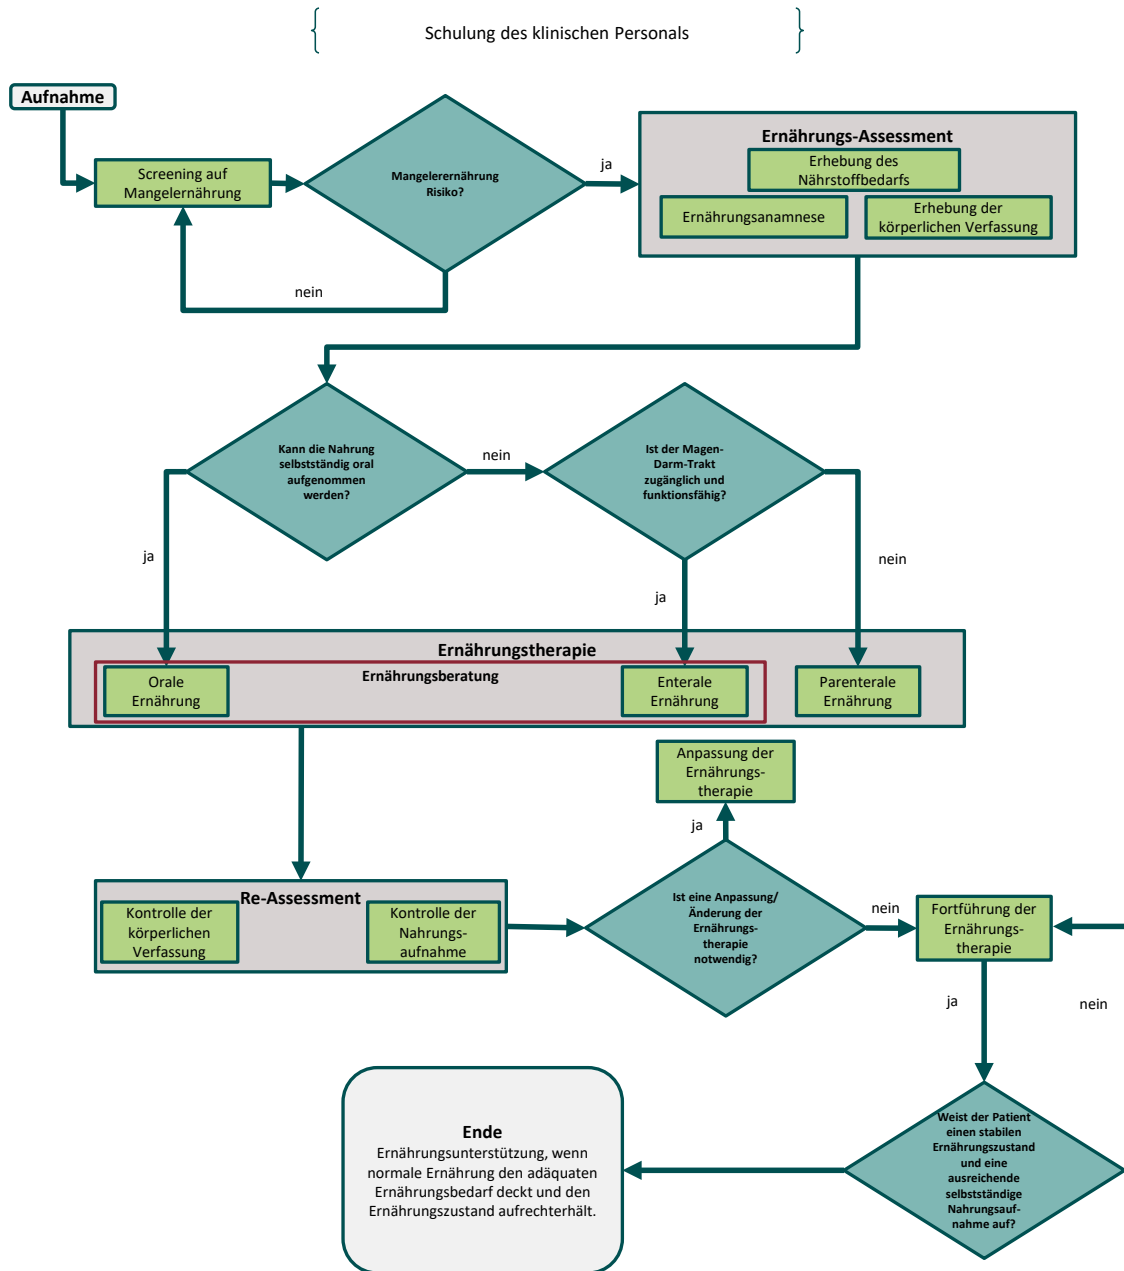 Schulung des klinischen Personals
Aufnahme
Screening auf
Mangelernährung
Mangelerernährung
Risiko?
ja
nein
Ernährungs-Assessment
Erhebung des
Nährstoffbedarfs
Ernährungsanamnese
Erhebung der
körperlichen Verfassung
Kann die Nahrung
selbstständig oral
aufgenommen
werden?
nein
Ist der Magen-
Darm-Trakt
zugänglich und
funktionsfähig?
ja
ja
nein
Ernährungstherapie
Ernährungsberatung
Orale
Ernährung
Enterale
Ernährung
Parenterale
Ernährung
Anpassung der
Ernährungs-
therapie
ja
Re-Assessment
Kontrolle der
körperlichen
Verfassung
Kontrolle der
Nahrungs-
aufnahme
Ist eine Anpassung/
Änderung der
Ernährungs-
therapie
notwendig?
nein
Fortführung der
Ernährungs-
therapie
ja
nein
Weist der Patient
einen stabilen
Ernährungszustand
und eine
ausreichende
selbstständige
Nahrungsauf-
nahme auf?
Ende
Ernährungsunterstützung, wenn
normale Ernährung den adäquaten
Ernährungsbedarf deckt und den
Ernährungszustand aufrechterhält.